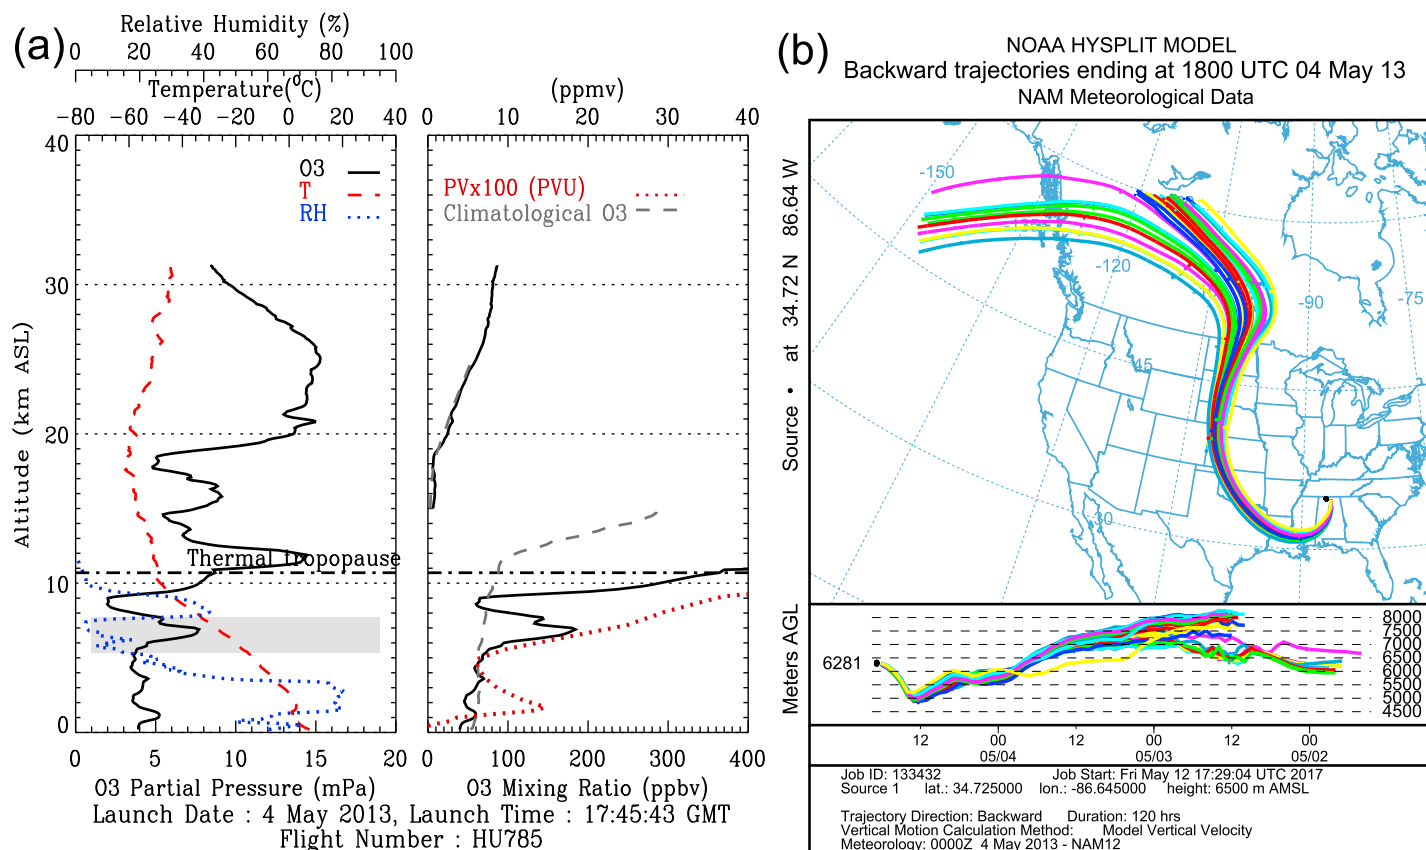 (a)
Relative Humidity (%)
0 20 40 60 80 100
Temperature(⁰C)
−80 −60 −40 −20 0 20 40
(ppmv)
0 10 20 30 40
40
30
20
10
0
Altitude (km ASL)
O3
T
RH
PVx100 (PVU)
Climatological O3
Thermal tropopause
0 5 10 15 20
0 100 200 300 400
O3 Partial Pressure (mPa)
O3 Mixing Ratio (ppbv)
Launch Date : 4 May 2013, Launch Time : 17:45:43 GMT
Flight Number : HU785
(b)
NOAA HYSPLIT MODEL
Backward trajectories ending at 1800 UTC 04 May 13
NAM Meteorological Data
Source • at 34.72 N 86.64 W
-150
-120
-90
-75
45
30
Meters AGL
6281
8000
7500
7000
6500
6000
5500
5000
4500
12 00 12 00 12 00
05/04 05/03 05/02
Job ID: 133432 Job Start: Fri May 12 17:29:04 UTC 2017
Source 1 lat.: 34.725000 lon.: -86.645000 height: 6500 m AMSL
Trajectory Direction: Backward Duration: 120 hrs
Vertical Motion Calculation Method: Model Vertical Velocity
Meteorology: 0000Z 4 May 2013 - NAM12